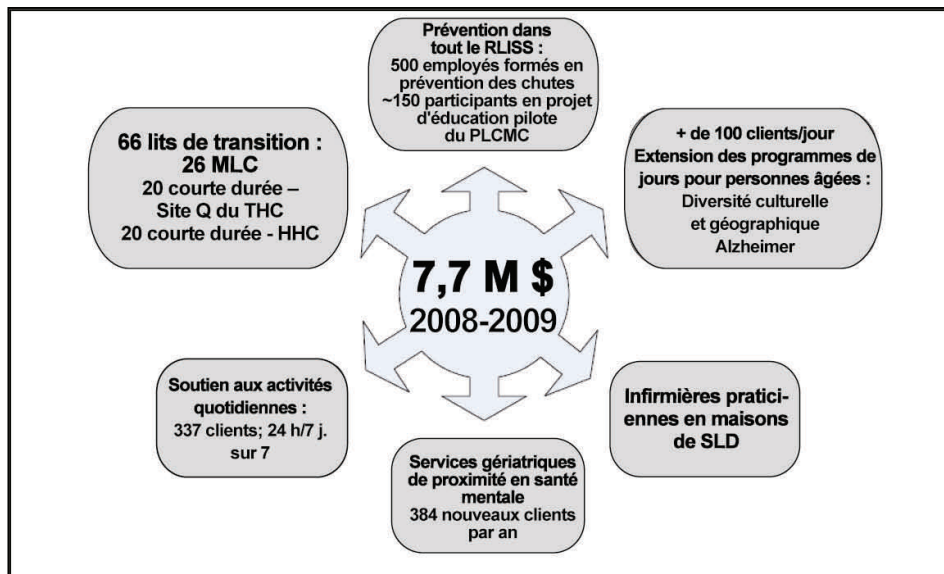 Prévention dans
tout le RLISS :
500 employés formés en
prévention des chutes
~150 participants en projet
d'éducation pilote
du PLCMC
66 lits de transition :
26 MLC
20 courte durée –
Site Q du THC
20 courte durée - HHC
+ de 100 clients/jour
Extension des programmes de
jours pour personnes âgées :
Diversité culturelle
et géographique
Alzheimer
7,7 M $
2008-2009
Soutien aux activités
quotidiennes :
337 clients; 24 h/7 j.
sur 7
Services gériatriques
de proximité en santé
mentale
384 nouveaux clients
par an
Infirmières pratici-
ennes en maisons
de SLD